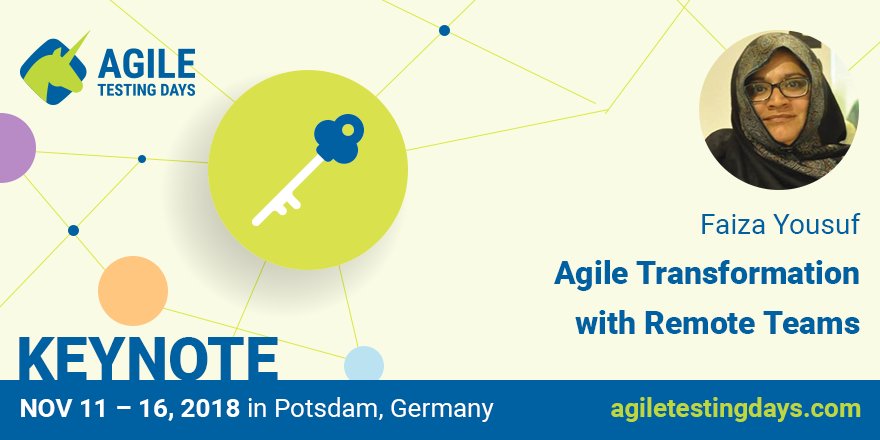 AGILE
TESTING DAYS
Faiza Yousuf
Agile Transformation
with Remote Teams
KEYNOTE
NOV 11 – 16, 2018 in Potsdam, Germany
agiletestingdays.com